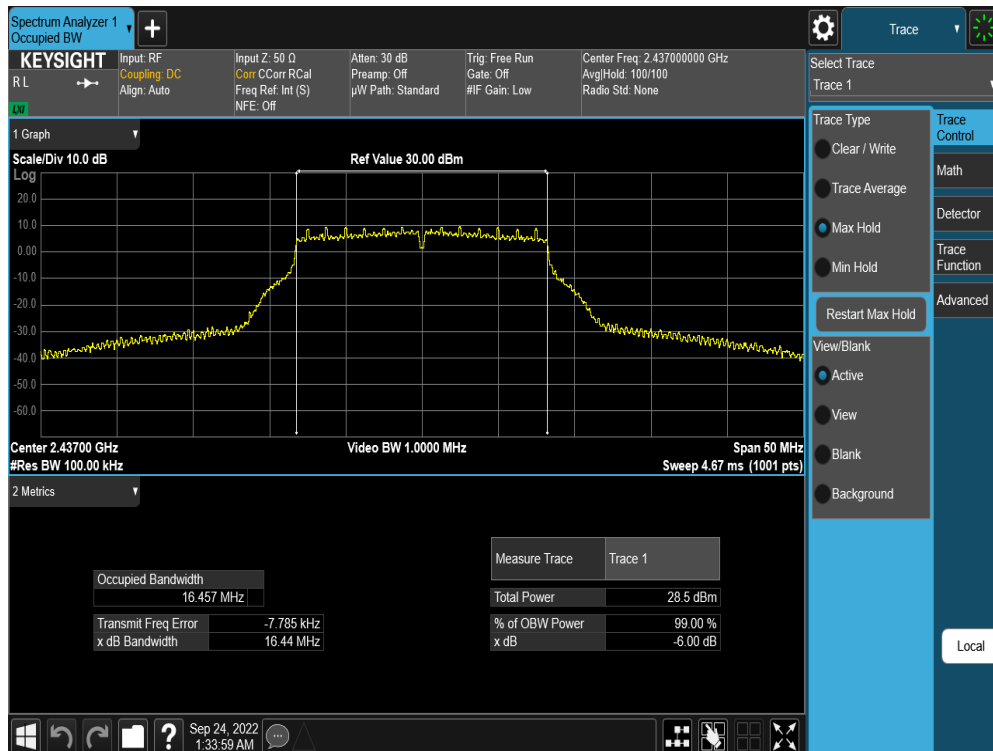 Spectrum Analyzer 1
Occupied BW
Trace
KEYSIGHT
R L
LXI
Input: RF
Coupling: DC
Align: Auto
Input Z: 50 Ω
Corr CCorr RCal
Freq Ref: Int (S)
NFE: Off
Atten: 30 dB
Preamp: Off
µW Path: Standard
Trig: Free Run
Gate: Off
#IF Gain: Low
Center Freq: 2.437000000 GHz
Avg|Hold: 100/100
Radio Std: None
Select Trace
Trace 1
1 Graph
Scale/Div 10.0 dB
Ref Value 30.00 dBm
Log
20.0
10.0
0.00
-10.0
-20.0
-30.0
-40.0
-50.0
-60.0
Center 2.43700 GHz
Video BW 1.0000 MHz
Span 50 MHz
#Res BW 100.00 kHz
Sweep 4.67 ms (1001 pts)
Trace Type
Clear / Write
Trace Average
Max Hold
Min Hold
Restart Max Hold
View/Blank
Active
View
Blank
Background
Trace
Control
Math
Detector
Trace
Function
Advanced
Local
2 Metrics
Measure Trace Trace 1
Occupied Bandwidth
16.457 MHz
Total Power 28.5 dBm
Transmit Freq Error -7.785 kHz
% of OBW Power 99.00 %
x dB Bandwidth 16.44 MHz
x dB -6.00 dB
?
Sep 24, 2022
1:33:59 AM